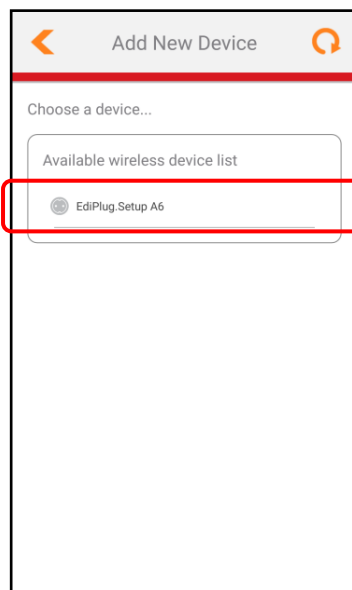 Add New Device
Choose a device...
Available wireless device list
EdiPlug.Setup A6